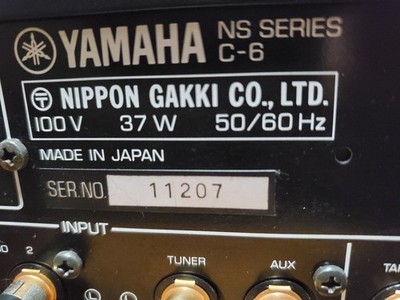 YAMAHA NS SERIES
C-6
NIPPON GAKKI CO., LTD.
100V 37W 50/60Hz
MADE IN JAPAN
SER.NO. 11207
INPUT
2
TUNER
AUX